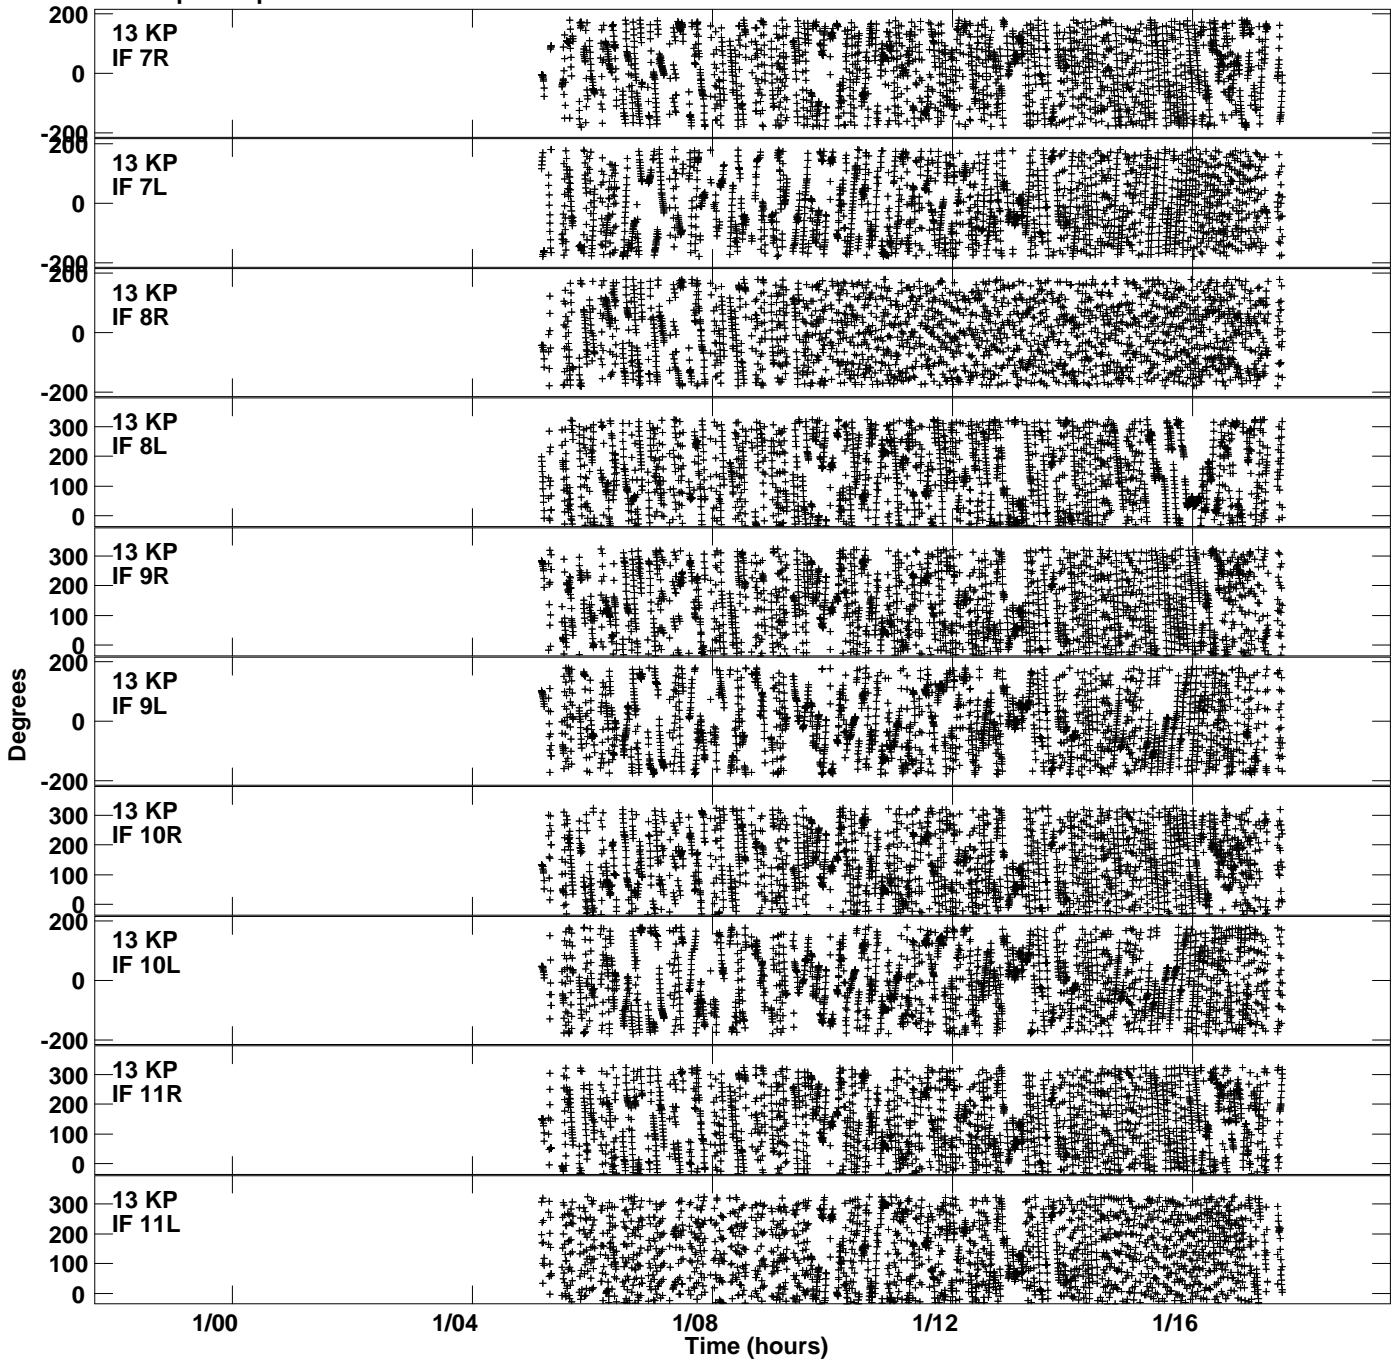 200
13 KP
IF 7R
0
-200
200
13 KP
IF 7L
0
-200
200
13 KP
IF 8R
0
-200
13 KP
300
IF 8L
200
100
0
13 KP
300
IF 9R
200
100
0
200
13 KP
IF 9L
0
-200
13 KP
300
IF 10R
200
100
0
200
13 KP
IF 10L
0
-200
13 KP
300
IF 11R
200
100
0
13 KP
300
IF 11L
200
100
0
Degrees
1/00 1/04 1/08 1/12 1/16
Time (hours)